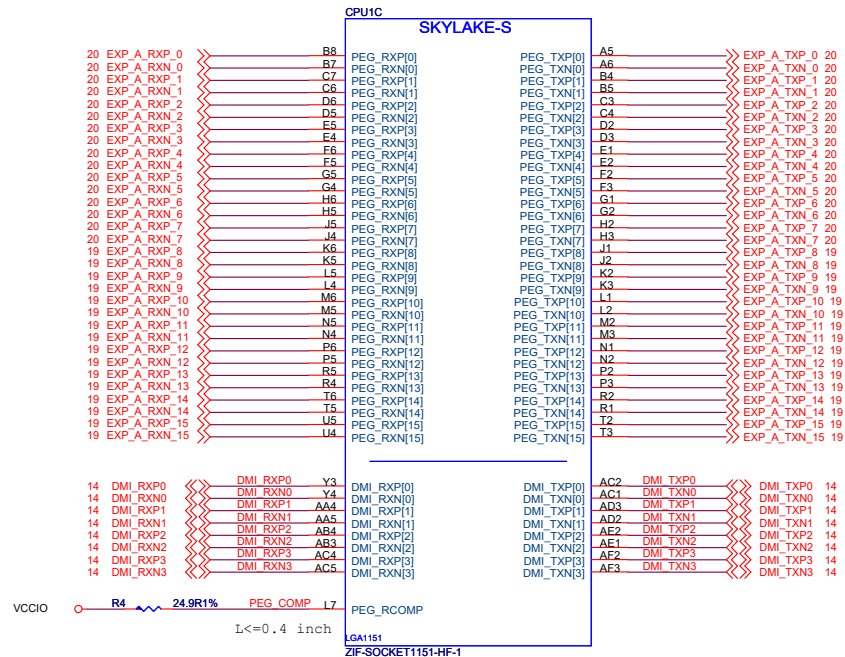 CPU1C
SKYLAKE-S
20 EXP_A_RXP_0 B8 PEG_RXP[0] PEG_TXP[0] A5 EXP_A_TXP_0 20
20 EXP_A_RXN_0 B7 PEG_RXN[0] PEG_TXN[0] A6 EXP_A_TXN_0 20
20 EXP_A_RXP_1 C7 PEG_RXP[1] PEG_TXP[1] B4 EXP_A_TXP_1 20
20 EXP_A_RXN_1 C6 PEG_RXN[1] PEG_TXN[1] B5 EXP_A_TXN_1 20
20 EXP_A_RXP_2 D6 PEG_RXP[2] PEG_TXP[2] C3 EXP_A_TXP_2 20
20 EXP_A_RXN_2 D5 PEG_RXN[2] PEG_TXN[2] C4 EXP_A_TXN_2 20
20 EXP_A_RXP_3 E5 PEG_RXP[3] PEG_TXP[3] D2 EXP_A_TXP_3 20
20 EXP_A_RXN_3 E4 PEG_RXN[3] PEG_TXN[3] D3 EXP_A_TXN_3 20
20 EXP_A_RXP_4 F6 PEG_RXP[4] PEG_TXP[4] E1 EXP_A_TXP_4 20
20 EXP_A_RXN_4 F5 PEG_RXN[4] PEG_TXN[4] E2 EXP_A_TXN_4 20
20 EXP_A_RXP_5 G5 PEG_RXP[5] PEG_TXP[5] F2 EXP_A_TXP_5 20
20 EXP_A_RXN_5 G4 PEG_RXN[5] PEG_TXN[5] F3 EXP_A_TXN_5 20
20 EXP_A_RXP_6 H6 PEG_RXP[6] PEG_TXP[6] G1 EXP_A_TXP_6 20
20 EXP_A_RXN_6 H5 PEG_RXN[6] PEG_TXN[6] G2 EXP_A_TXN_6 20
20 EXP_A_RXP_7 J5 PEG_RXP[7] PEG_TXP[7] H2 EXP_A_TXP_7 20
20 EXP_A_RXN_7 J4 PEG_RXN[7] PEG_TXN[7] H3 EXP_A_TXN_7 20
19 EXP_A_RXP_8 K6 PEG_RXP[8] PEG_TXP[8] J1 EXP_A_TXP_8 19
19 EXP_A_RXN_8 K5 PEG_RXN[8] PEG_TXN[8] J2 EXP_A_TXN_8 19
19 EXP_A_RXP_9 L5 PEG_RXP[9] PEG_TXP[9] K2 EXP_A_TXP_9 19
19 EXP_A_RXN_9 L4 PEG_RXN[9] PEG_TXN[9] K3 EXP_A_TXN_9 19
19 EXP_A_RXP_10 M6 PEG_RXP[10] PEG_TXP[10] L1 EXP_A_TXP_10 19
19 EXP_A_RXN_10 M5 PEG_RXN[10] PEG_TXN[10] L2 EXP_A_TXN_10 19
19 EXP_A_RXP_11 N5 PEG_RXP[11] PEG_TXP[11] M2 EXP_A_TXP_11 19
19 EXP_A_RXN_11 N4 PEG_RXN[11] PEG_TXN[11] M3 EXP_A_TXN_11 19
19 EXP_A_RXP_12 P6 PEG_RXP[12] PEG_TXP[12] N1 EXP_A_TXP_12 19
19 EXP_A_RXN_12 P5 PEG_RXN[12] PEG_TXN[12] N2 EXP_A_TXN_12 19
19 EXP_A_RXP_13 R5 PEG_RXP[13] PEG_TXP[13] P2 EXP_A_TXP_13 19
19 EXP_A_RXN_13 R4 PEG_RXN[13] PEG_TXN[13] P3 EXP_A_TXN_13 19
19 EXP_A_RXP_14 T6 PEG_RXP[14] PEG_TXP[14] R2 EXP_A_TXP_14 19
19 EXP_A_RXN_14 T5 PEG_RXN[14] PEG_TXN[14] R1 EXP_A_TXN_14 19
19 EXP_A_RXP_15 U5 PEG_RXP[15] PEG_TXP[15] T2 EXP_A_TXP_15 19
19 EXP_A_RXN_15 U4 PEG_RXN[15] PEG_TXN[15] T3 EXP_A_TXN_15 19
14 DMI_RXP0 DMI_RXP0 Y3 DMI_RXP[0] DMI_TXP[0] AC2 DMI_TXP0 DMI_TXP0 14
14 DMI_RXN0 DMI_RXN0 Y4 DMI_RXN[0] DMI_TXN[0] AC1 DMI_TXN0 DMI_TXN0 14
14 DMI_RXP1 DMI_RXP1 AA4 DMI_RXP[1] DMI_TXP[1] AD3 DMI_TXP1 DMI_TXP1 14
14 DMI_RXN1 DMI_RXN1 AA5 DMI_RXN[1] DMI_TXN[1] AD2 DMI_TXN1 DMI_TXN1 14
14 DMI_RXP2 DMI_RXP2 AB4 DMI_RXP[2] DMI_TXP[2] AE2 DMI_TXP2 DMI_TXP2 14
14 DMI_RXN2 DMI_RXN2 AB3 DMI_RXN[2] DMI_TXN[2] AE1 DMI_TXN2 DMI_TXN2 14
14 DMI_RXP3 DMI_RXP3 AC4 DMI_RXP[3] DMI_TXP[3] AF2 DMI_TXP3 DMI_TXP3 14
14 DMI_RXN3 DMI_RXN3 AC5 DMI_RXN[3] DMI_TXN[3] AF3 DMI_TXN3 DMI_TXN3 14
VCCIO R4 24.9R1% PEG_COMP L7 PEG_RCOMP
L<=0.4 inch
LGA1151
ZIF-SOCKET1151-HF-1